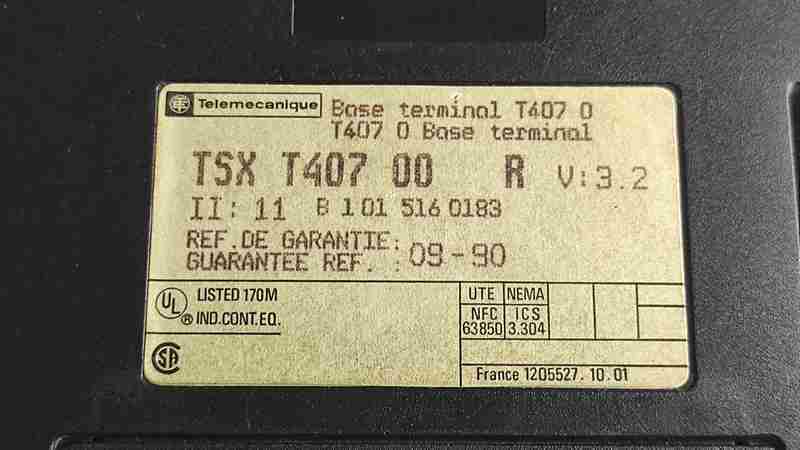 Telemecanique Base terminal T407 0
T407 0 Base terminal
TSX T407 00 R V:3.2
II: 11 B 1 01 516 0183
REF. DE GARANTIE:
GUARANTEE REF. : 09-90
UL LISTED 170M
® IND.CONT.EQ.
UTE NEMA
NFC ICS
63850 3.304
SA
France 1205527.10.01